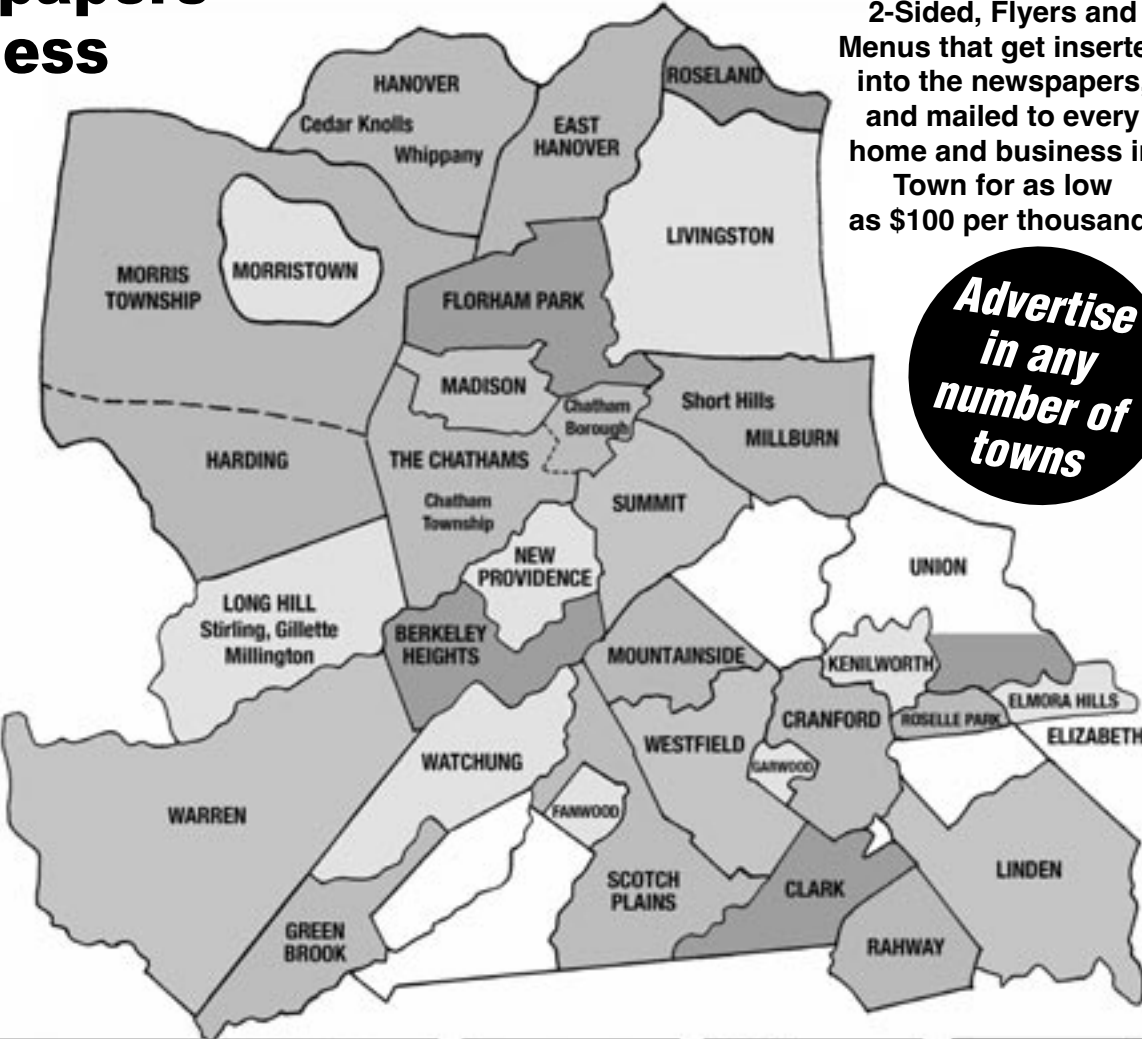 ess
2-Sided, Flyers and
Menus that get
into the newspapers
and mailed to every
home and business
Town for as low
as $100 per thousand
Advertise
in any
number of
towns
HANOVER
Cedar Knolls
Whippany
EAST
HANOVER
ROSELAND
LIVINGSTON
MORRIS
TOWNSHIP
MORRISTOWN
FLORHAM PARK
MADISON
Chatham
Borough
Short Hills
MILLBURN
HARDING
THE CHATHAMS
Chatham
Township
SUMMIT
NEW
PROVIDENCE
UNION
LONG HILL
Stirling, Gillette
Millington
BERKELEY
HEIGHTS
MOUNTAINSIDE
KENILWORTH
ELMORA HILLS
ROSELLE PARK
CRANFORD
ELIZABETH
WESTFIELD
GARWOOD
WATCHUNG
WARREN
FANWOOD
SCOTCH
PLAINS
CLARK
LINDEN
GREEN
BROOK
RAHWAY